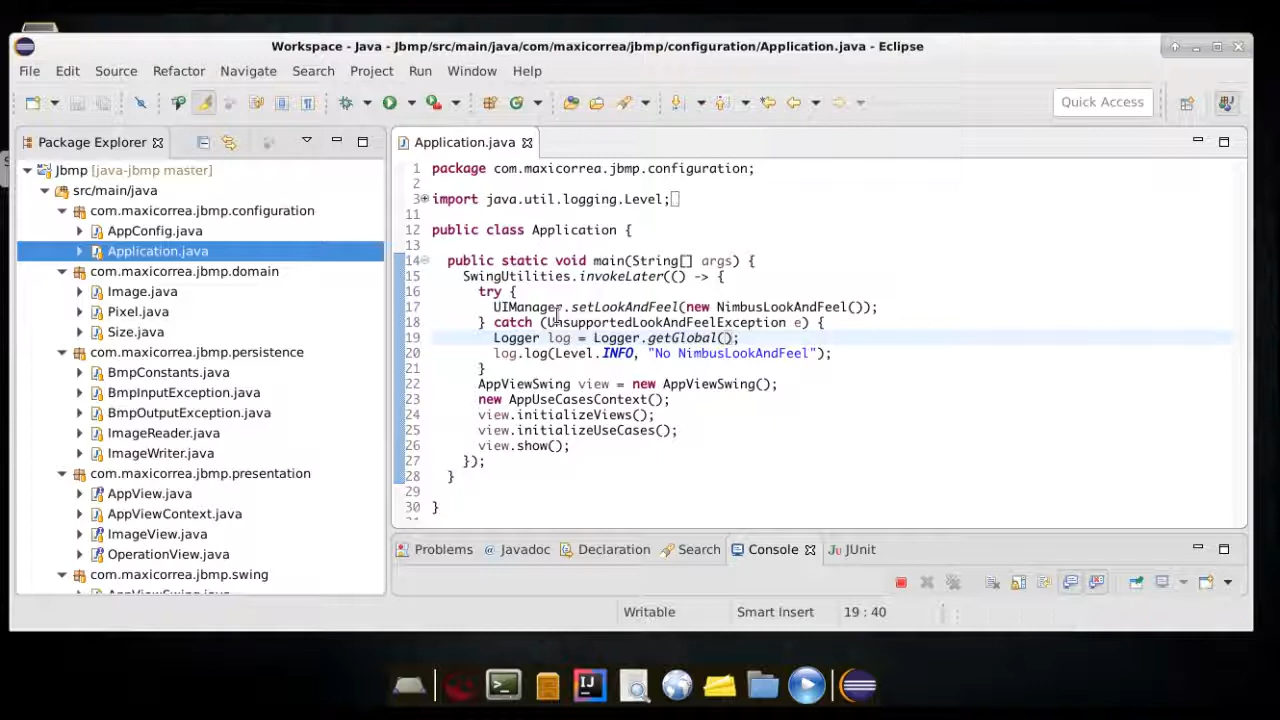 Workspace - Java - Jbmp/src/main/java/com/maxicorrea/jbmp/configuration/Application.java - Eclipse
File Edit Source Refactor Navigate Search Project Run Window Help
Quick Access
Package Explorer
Jbmp [java-jbmp master]
src/main/java
com.maxicorrea.jbmp.configuration
AppConfig.java
Application.java
com.maxicorrea.jbmp.domain
Image.java
Pixel.java
Size.java
com.maxicorrea.jbmp.persistence
BmpConstants.java
BmpInputException.java
BmpOutputException.java
ImageReader.java
ImageWriter.java
com.maxicorrea.jbmp.presentation
AppView.java
AppViewContext.java
ImageView.java
OperationView.java
com.maxicorrea.jbmp.swing
Application.java
1 package com.maxicorrea.jbmp.configuration;
2
3 import java.util.logging.Level;
11
12 public class Application {
13
14 public static void main(String[] args) {
15 SwingUtilities.invokeLater(() -> {
16 try {
17 UIManager.setLookAndFeel(new NimbusLookAndFeel());
18 } catch (UnsupportedLookAndFeelException e) {
19 Logger log = Logger.getGlobal();
20 log.log(Level.INFO, "No NimbusLookAndFeel");
21 }
22 AppViewSwing view = new AppViewSwing();
23 new AppUseCasesContext();
24 view.initializeViews();
25 view.initializeUseCases();
26 view.show();
27 });
28 }
29
30 }
Problems @ Javadoc Declaration Search Console JUnit
Writable Smart Insert 19 : 40
IJ